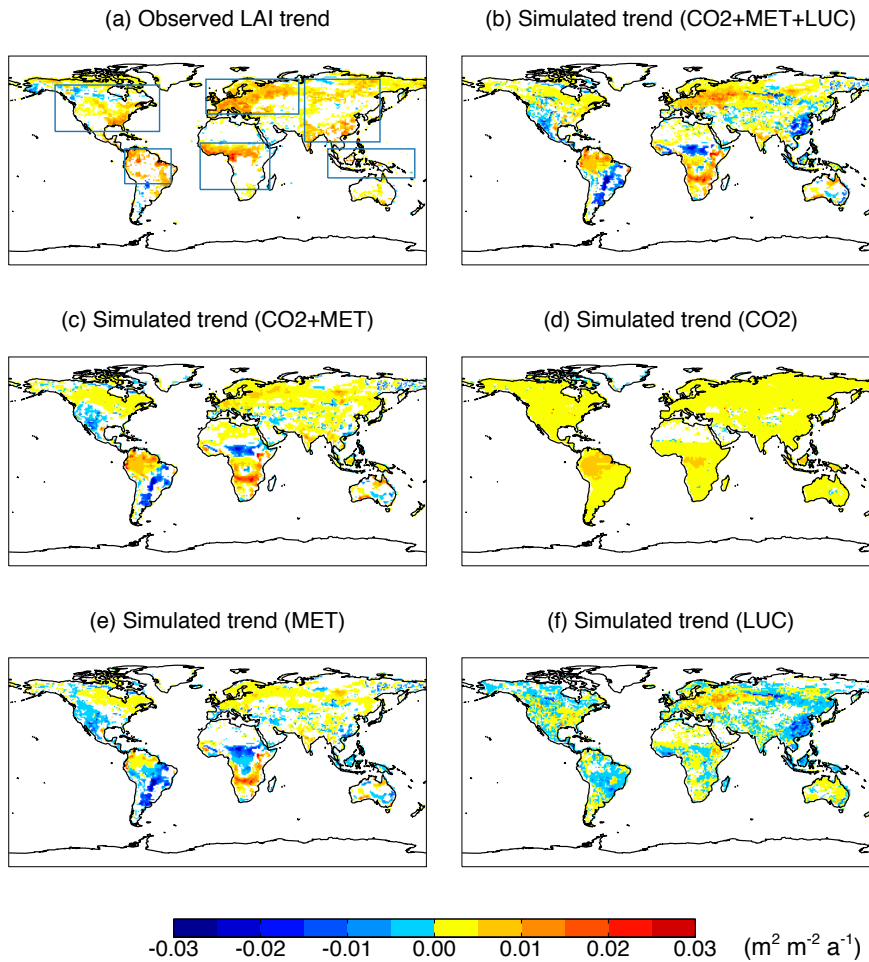 (a) Observed LAI trend
(b) Simulated trend (CO2+MET+LUC)
(c) Simulated trend (CO2+MET)
(d) Simulated trend (CO2)
(e) Simulated trend (MET)
(f) Simulated trend (LUC)
-0.03 -0.02 -0.01 0.00 0.01 0.02 0.03 (m² m⁻² a⁻¹)